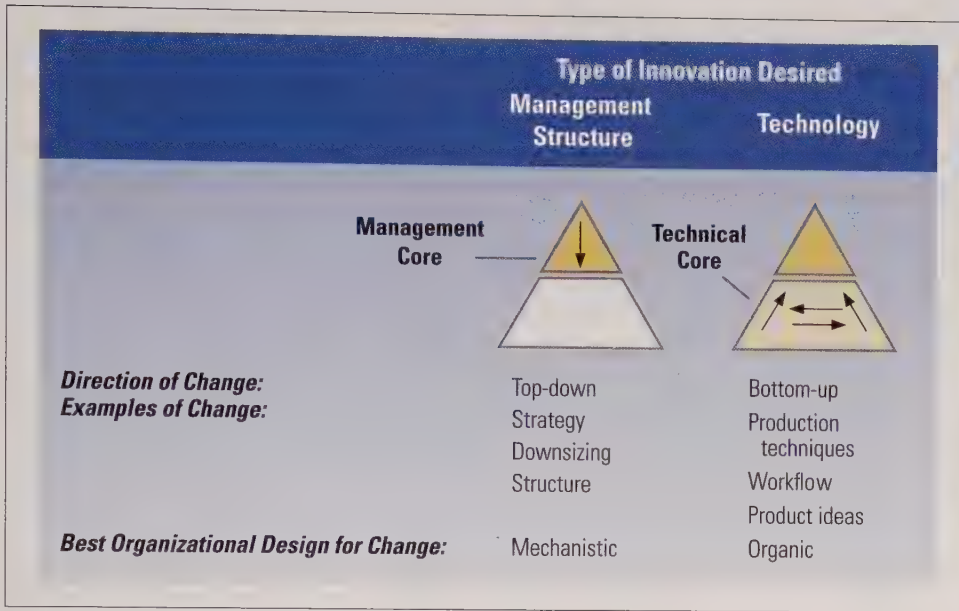 Type of Innovation Desired
Management
Structure
Technology
Management
Core
Technical
Core
Direction of Change:
Top-down
Bottom-up
Examples of Change:
Strategy
Production
techniques
Downsizing
Workflow
Structure
Product ideas
Best Organizational Design for Change:
Mechanistic
Organic